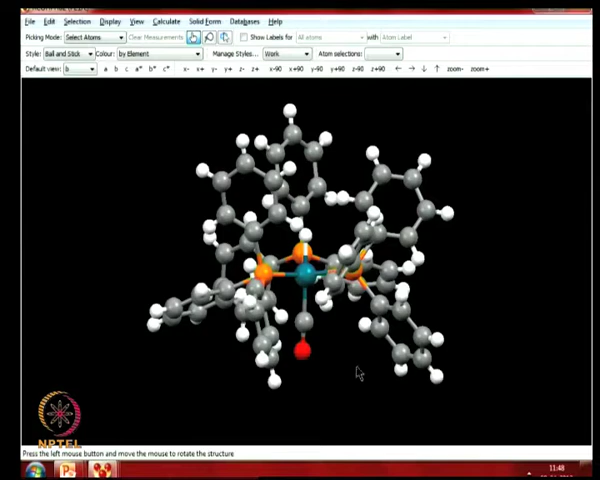 File Edit Selection Display View Calculate Solid Form Databases Help
Picking Mode: Select Atoms Clear Measurements Show Labels for All atoms with Atom Label
Style: Ball and Stick Colour: by Element Manage Styles... Work Atom selections:
Default view: b a b c a* b* c* x- x+ y- y+ z- z+ x-90 x+90 y-90 y+90 z-90 z+90 ← → ↓ ↑ zoom- zoom+
NPTEL
Press the left mouse button and move the mouse to rotate the structure
11:48